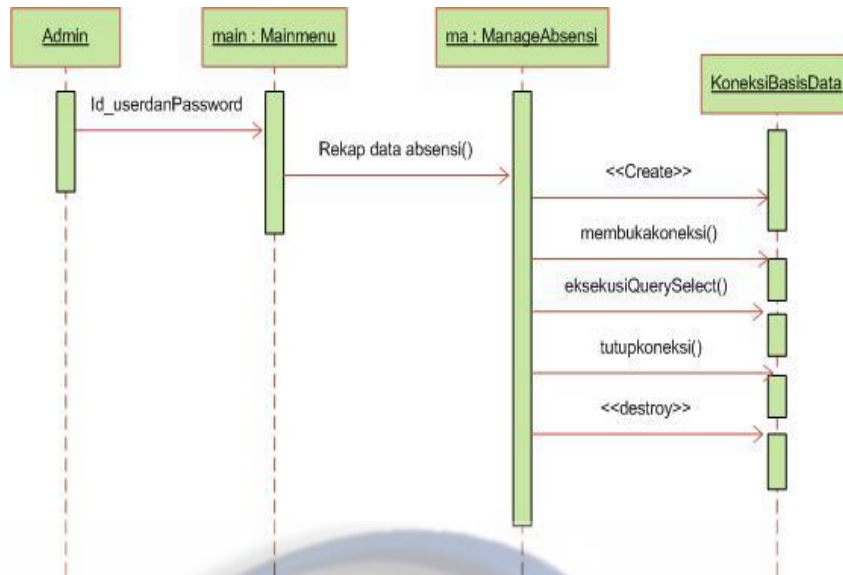 Admin
main : Mainmenu
ma : ManageAbsensi
KoneksiBasisData
Id_userdanPassword
Rekap data absensi()
<<Create>>
membukakoneksi()
eksekusiQuerySelect()
tutupkoneksi()
<<destroy>>